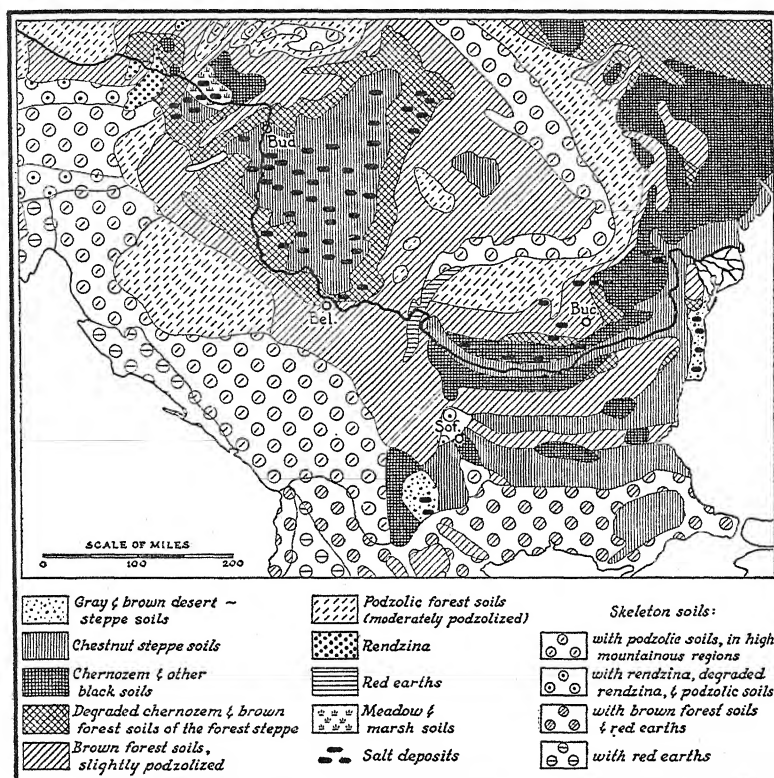 Bud.
Bel.
Buc.
Sof.
SCALE OF MILES
0 100 200
Gray & brown desert ~
steppe soils
Chestnut steppe soils
Chernozem & other
black soils
Degraded chernozem & brown
forest soils of the forest steppe
Brown forest soils,
slightly podzolized
Podzolic forest soils
(moderately podzolized)
Rendzina
Red earths
Meadow &
marsh soils
Salt deposits
Skeleton soils:
with podzolic soils, in high
mountainous regions
with rendzina, degraded
rendzina, & podzolic soils
with brown forest soils
& red earths
with red earths